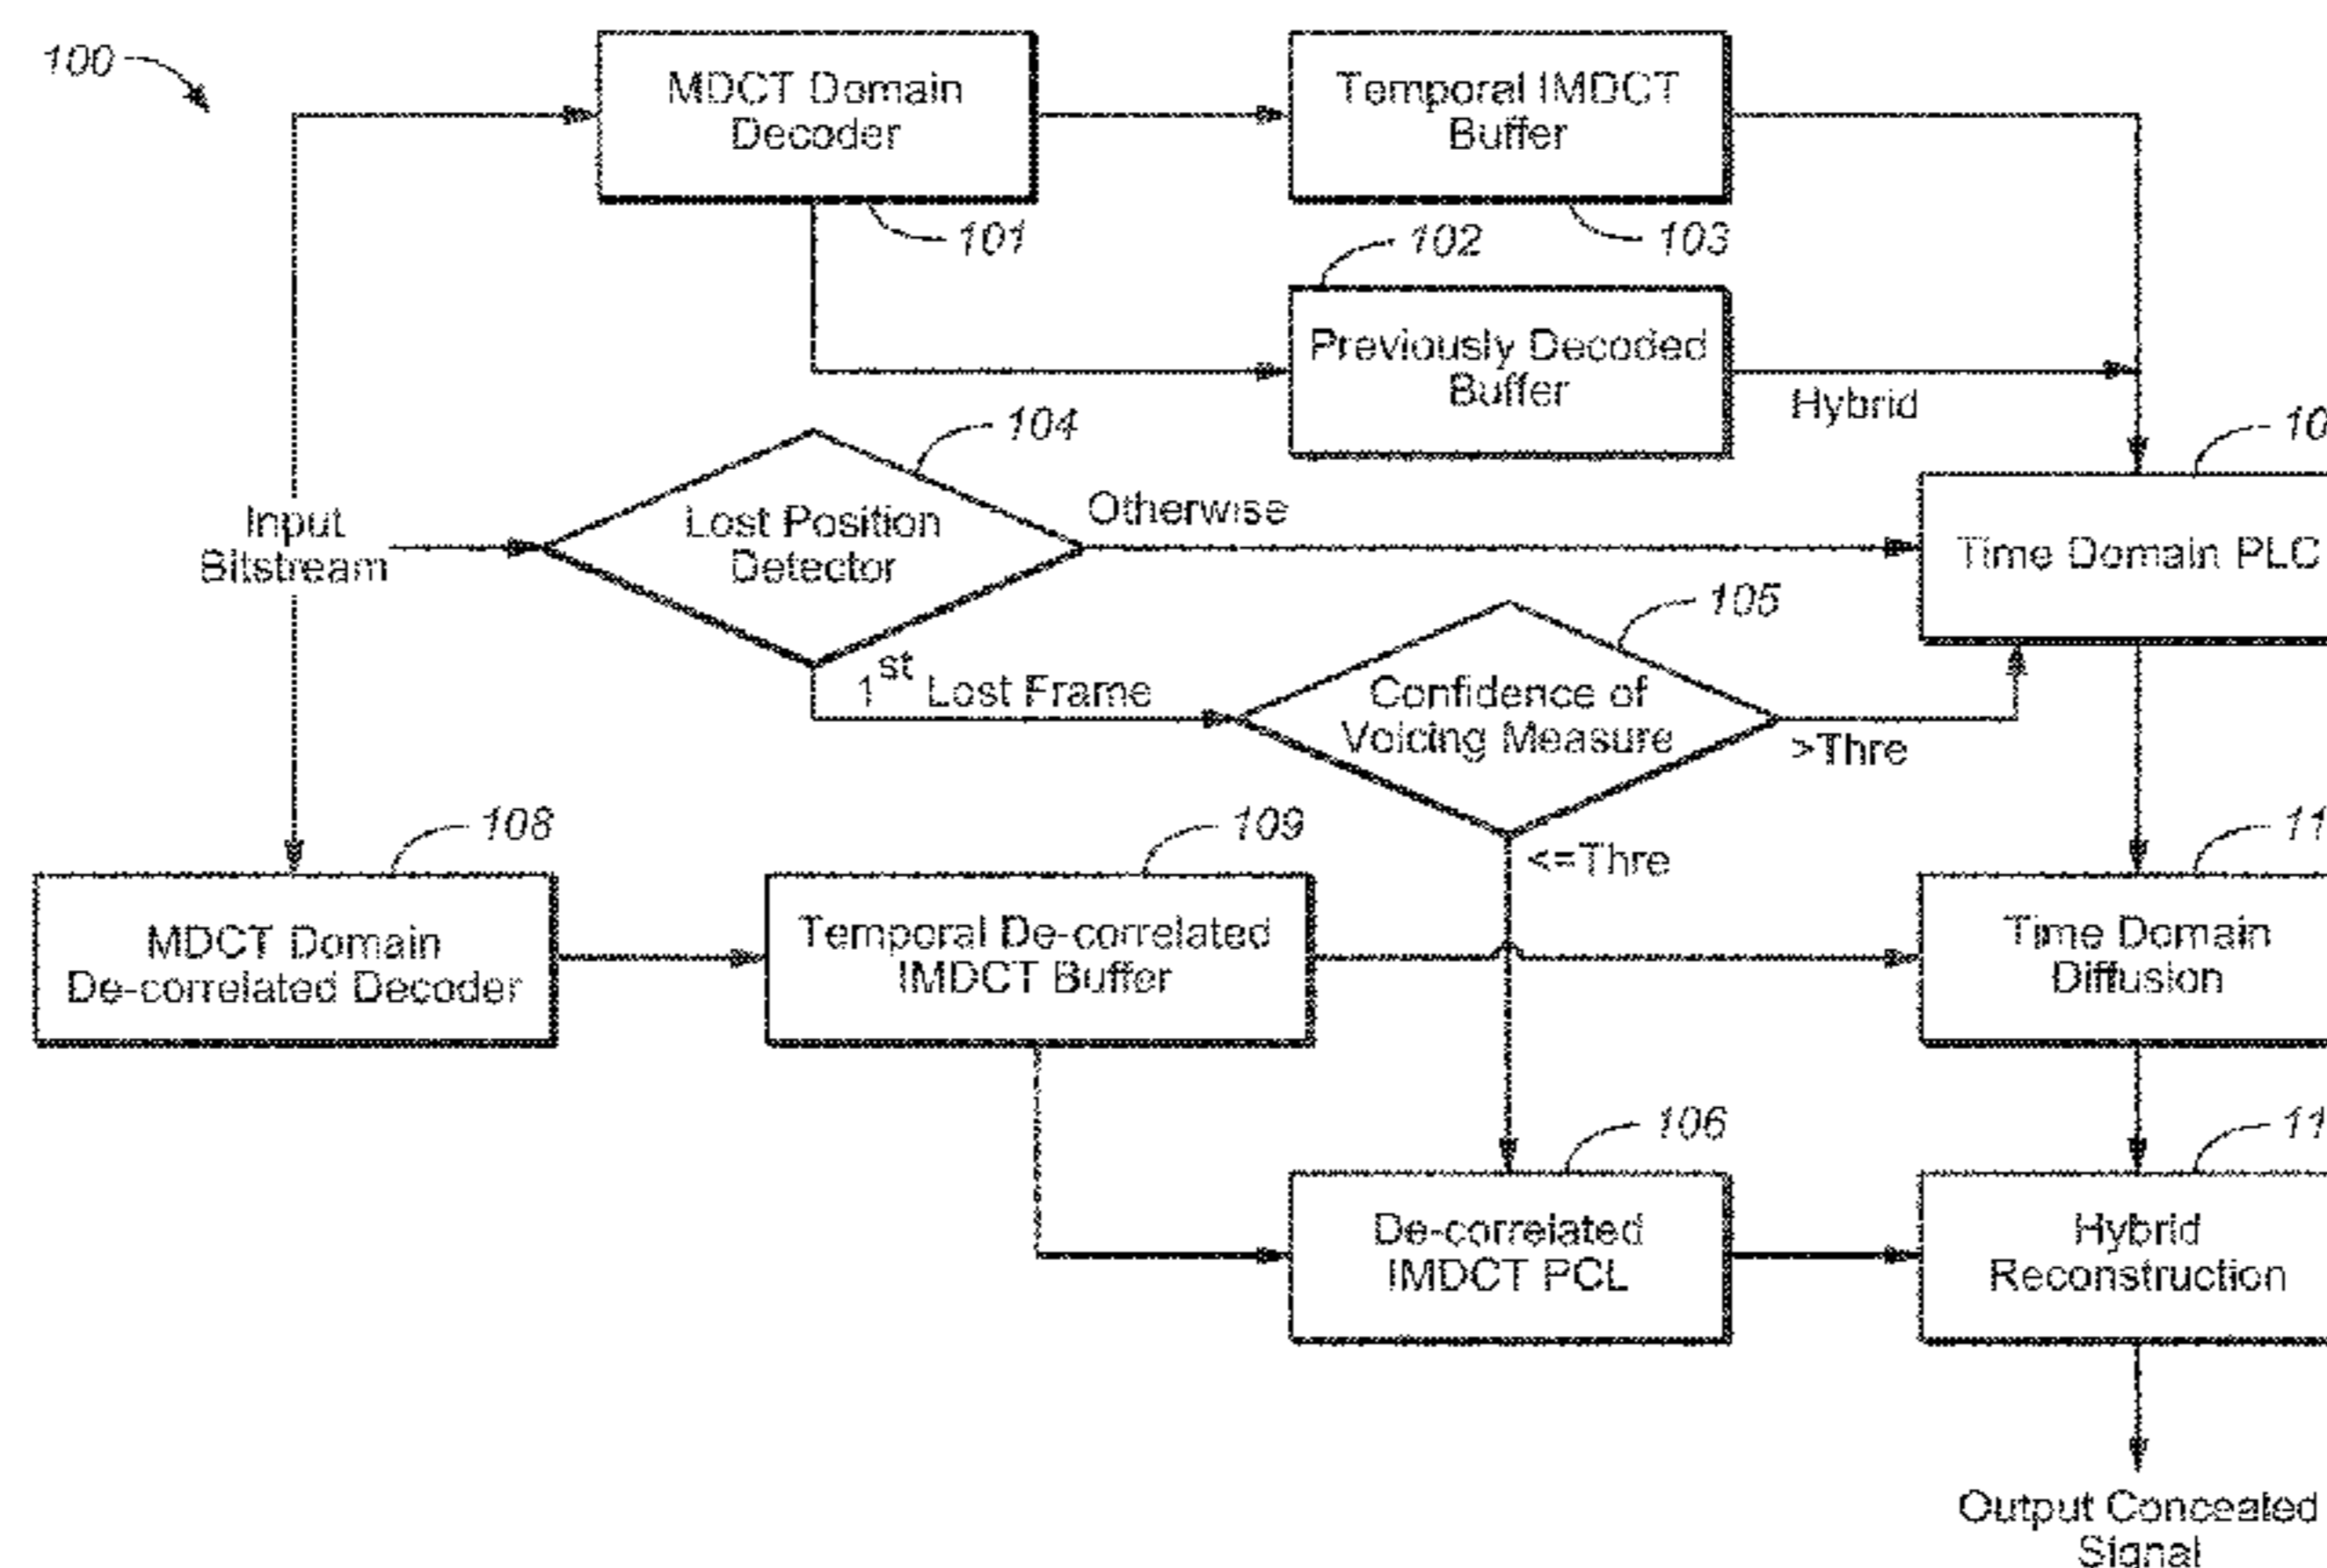 100
MDCT Domain
Decoder
101
Temporal IMDCT
Buffer
103
102
Previously Decoded
Buffer
Hybrid
104
Lost Position
Detector
Otherwise
Input
Bitstream
10
Time Domain PLC
1st Lost Frame
105
Confidence of
Voicing Measure
>Thre
<=Thre
108
MDCT Domain
De-correlated Decoder
109
Temporal De-correlated
IMDCT Buffer
11
Time Domain
Diffusion
106
De-correlated
IMDCT PCL
11
Hybrid
Reconstruction
Output Concealed
Signal